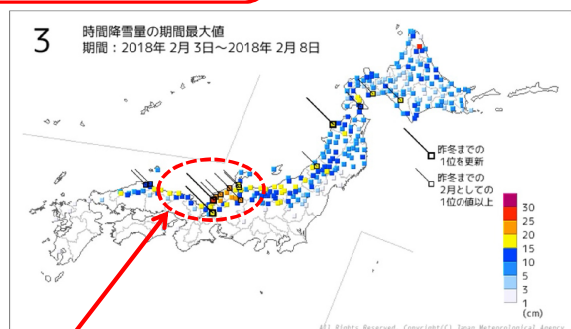 3
時間降雪量の期間最大値
期間：2018年 2月 3日～2018年 2月 8日
昨冬までの
1位を更新
昨冬までの
2月としての
1位の値以上
30
25
20
15
10
5
3
1
(cm)
All Rights Reserved. Copyright(C) Japan Meteorological Agency